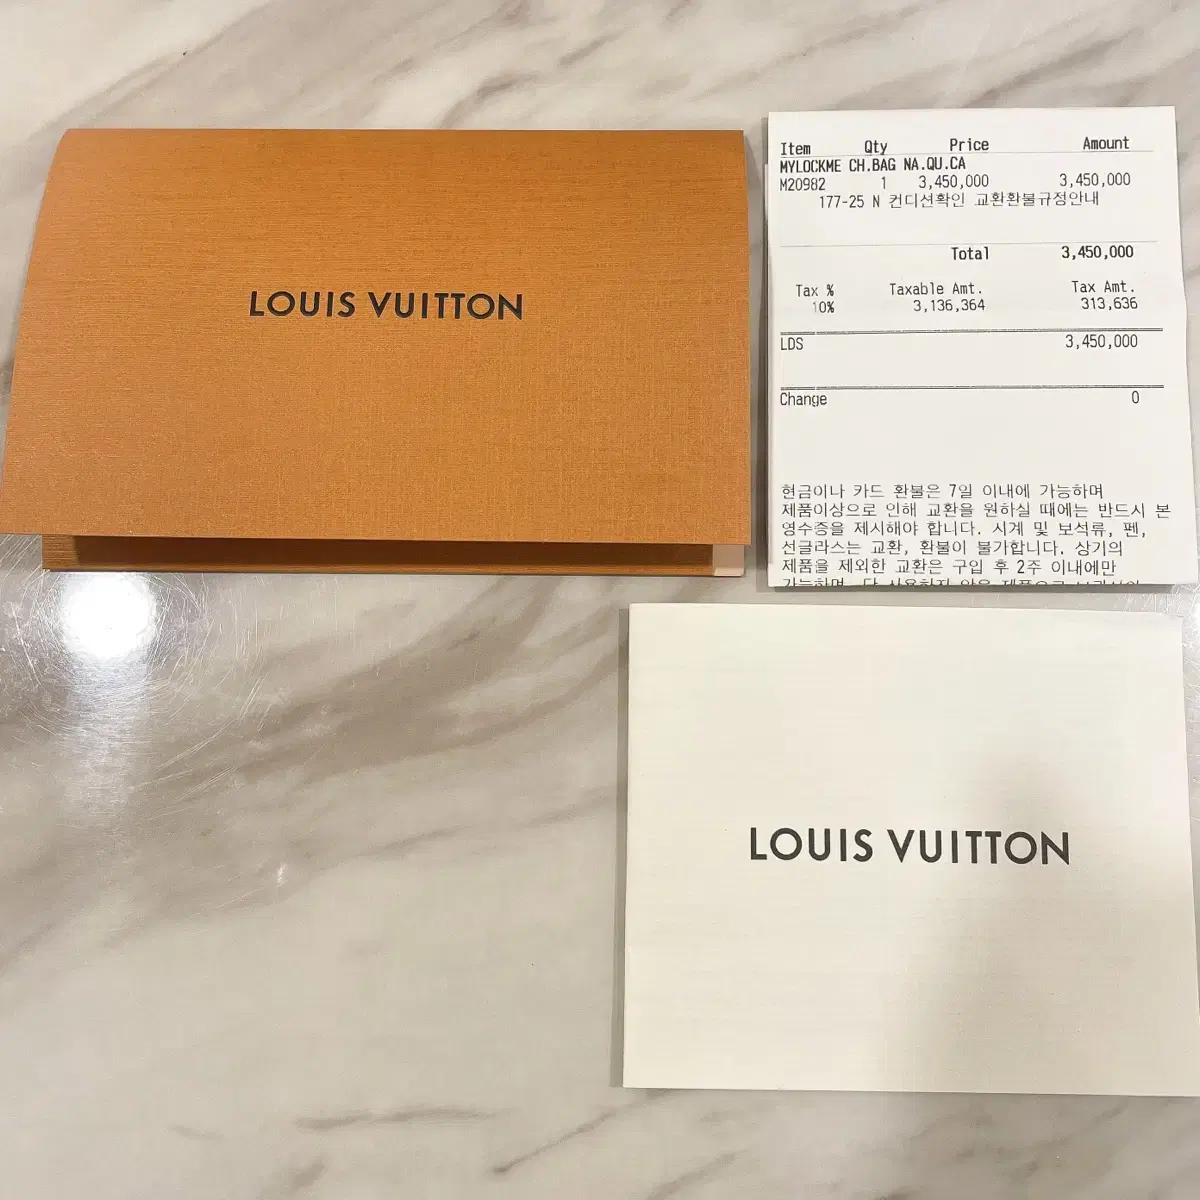 LOUIS VUITTON
Item Qty Price Amount
MYLOCKME CH.BAG NA.QU.CA
M20982 1 3,450,000 3,450,000
177-25 N 컨디션확인 교환환불규정안내
Total 3,450,000
Tax % Taxable Amt. Tax Amt.
10% 3,136,364 313,636
LDS 3,450,000
Change 0
현금이나 카드 환불은 7일 이내에 가능하며
제품이상으로 인해 교환을 원하실 때에는 반드시 본
영수증을 제시해야 합니다. 시계 및 보석류, 펜,
선글라스는 교환, 환불이 불가합니다. 상기의
제품을 제외한 교환은 구입 후 2주 이내에만
LOUIS VUITTON